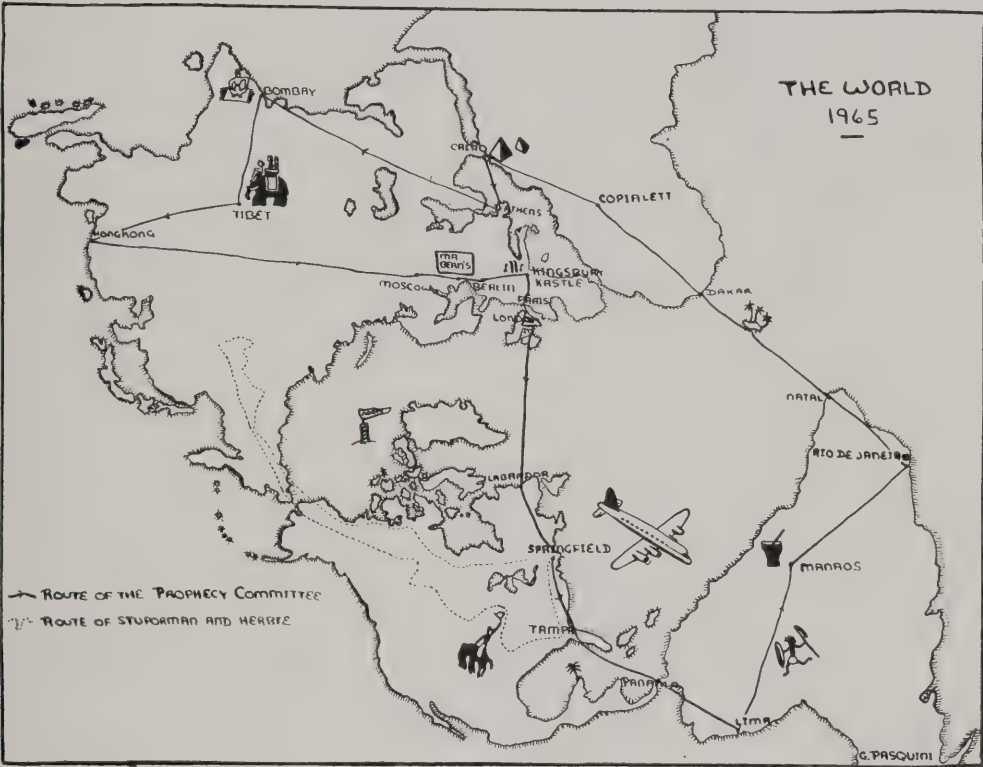 THE WORLD
1965
BOMBAY
CAIRO
COPIALETT
TIBET
ATHENS
HONGKONG
MR
BEAN'S
KINGSBURY
KASTLE
MOSCOW
BERLIN
PARIS
DAKAR
LONDON
NATAL
RIO DE JANEIRO
LABRADOR
SPRINGFIELD
MANAOS
ROUTE OF THE PROPHECY COMMITTEE
ROUTE OF STUPORMAN AND HERBIE
TAMPA
PANAMA
LIMA
G. PASQUINI